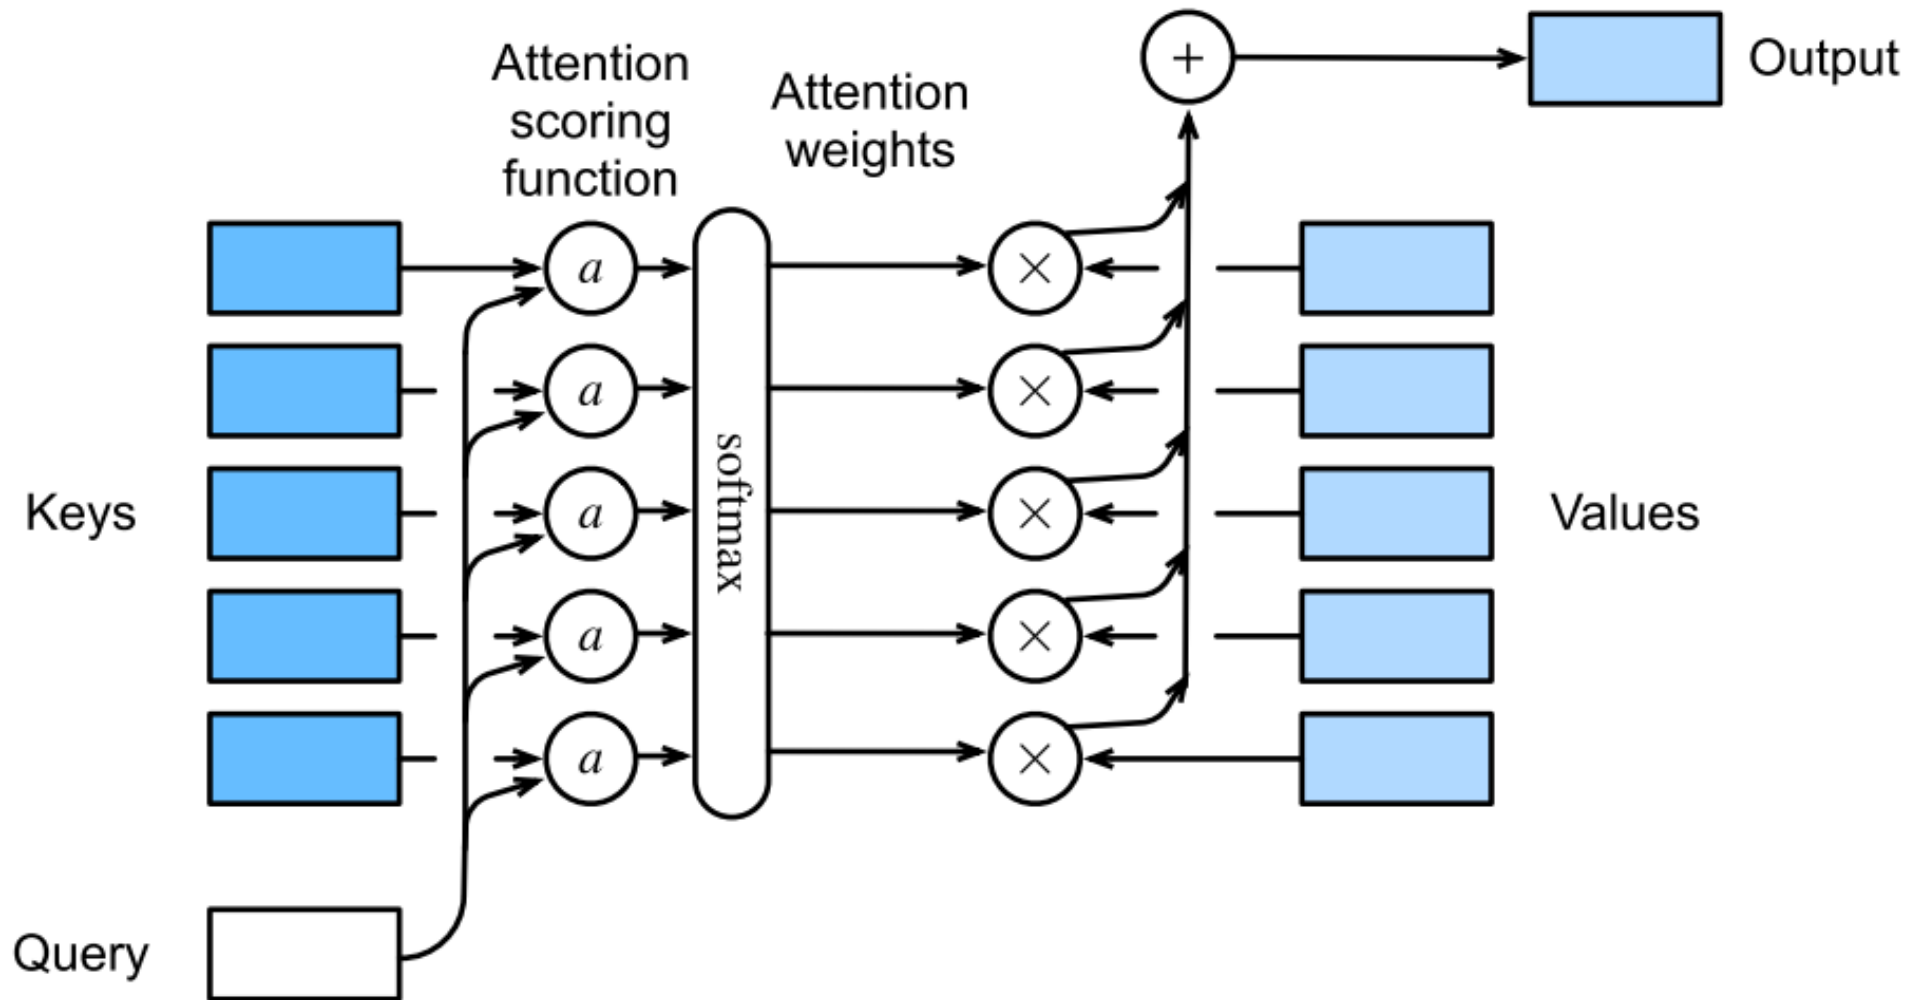 Attention
scoring
function
Attention
weights
+
Output
a
×
a
×
Keys
a
softmax
×
Values
a
×
a
×
Query